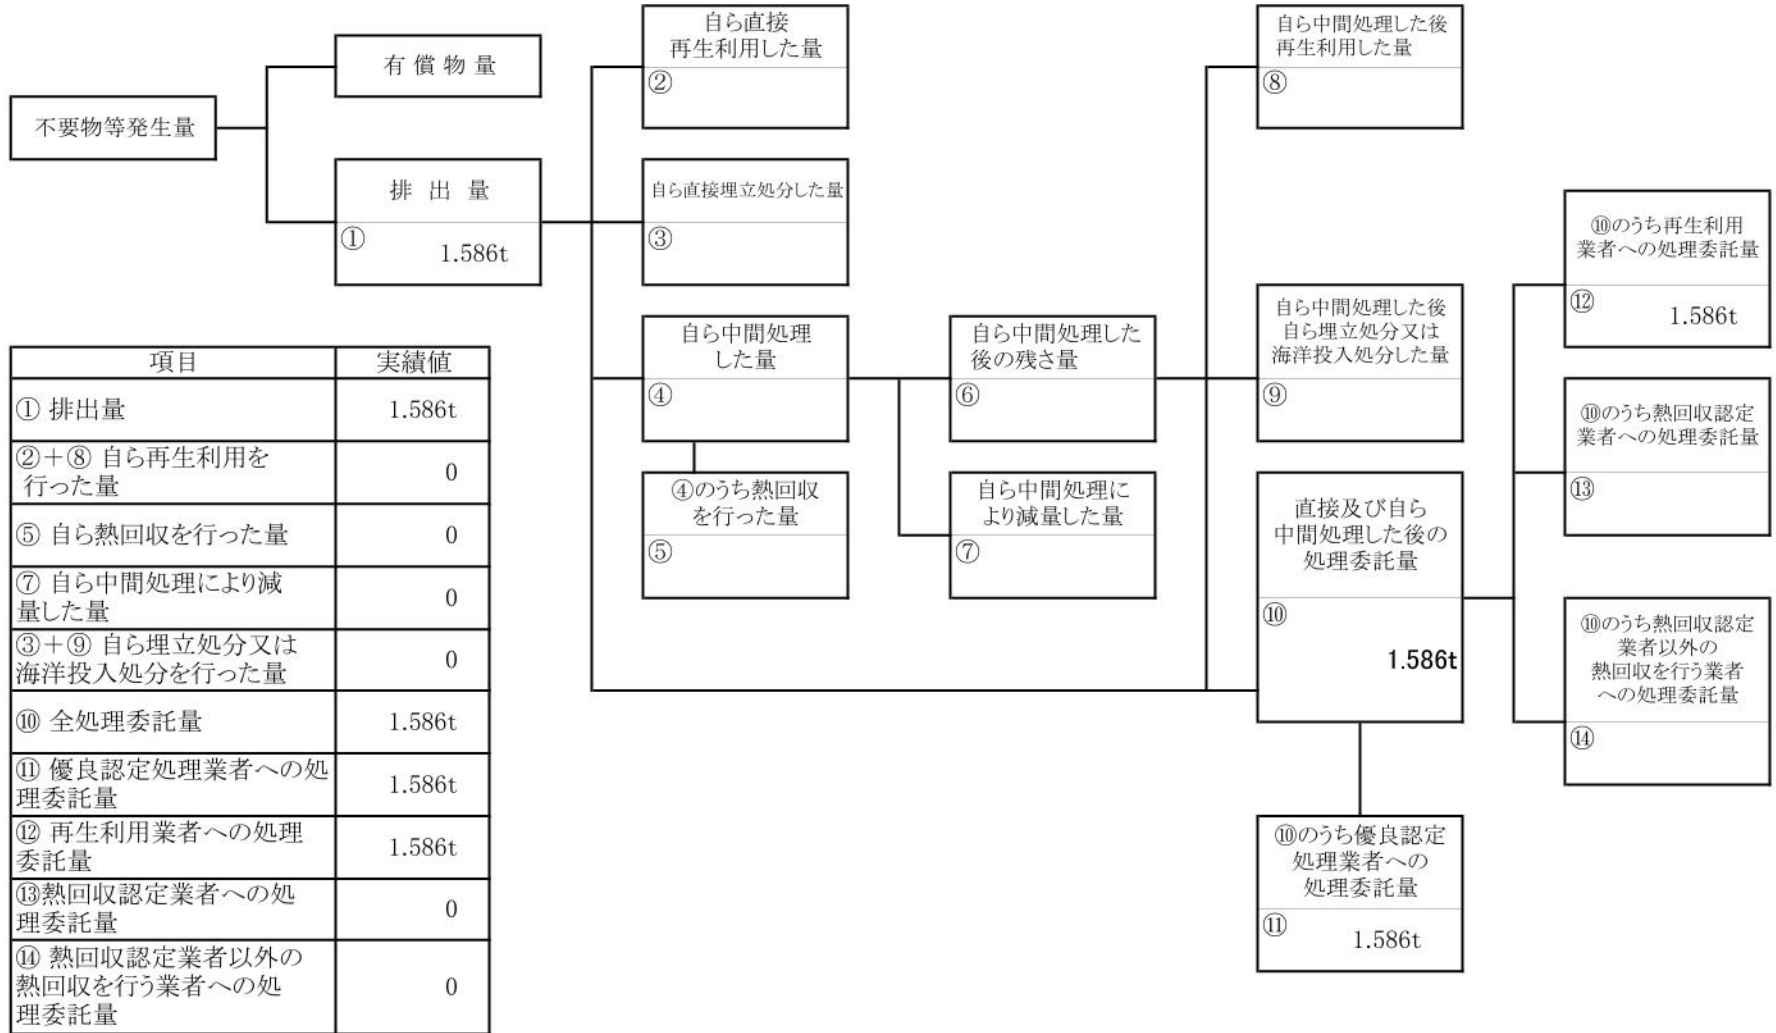 不要物等発生量
有償物量
排出量
①
1.586t
自ら直接
再生利用した量
②
自ら直接埋立処分した量
③
自ら中間処理
した量
④
④のうち熱回収
を行った量
⑤
自ら中間処理した
後の残さ量
⑥
自ら中間処理に
より減量した量
⑦
自ら中間処理した後
再生利用した量
⑧
自ら中間処理した後
自ら埋立処分又は
海洋投入処分した量
⑨
直接及び自ら
中間処理した後の
処理委託量
⑩
1.586t
⑩のうち優良認定
処理業者への
処理委託量
⑪
1.586t
⑩のうち再生利用
業者への処理委託量
⑫
1.586t
⑩のうち熱回収認定
業者への処理委託量
⑬
⑩のうち熱回収認定
業者以外の
熱回収を行う業者
への処理委託量
⑭
項目 実績値
① 排出量 1.586t
②+⑧ 自ら再生利用を
行った量 0
⑤ 自ら熱回収を行った量 0
⑦ 自ら中間処理により減
量した量 0
③+⑨ 自ら埋立処分又は
海洋投入処分を行った量 0
⑩ 全処理委託量 1.586t
⑪ 優良認定処理業者への処
理委託量 1.586t
⑫ 再生利用業者への処理
委託量 1.586t
⑬熱回収認定業者への処
理委託量 0
⑭ 熱回収認定業者以外の
熱回収を行う業者への処
理委託量 0